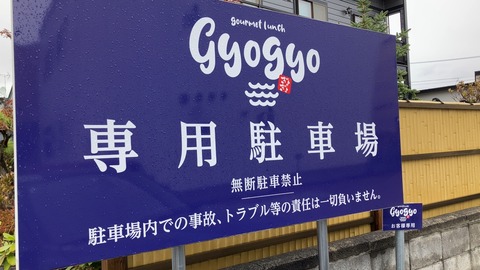 gourmet lunch
Gyogyo
専用駐車場
無断駐車禁止
駐車場内での事故、トラブル等の責任は一切負いません。
Gyogyo
お客様専用